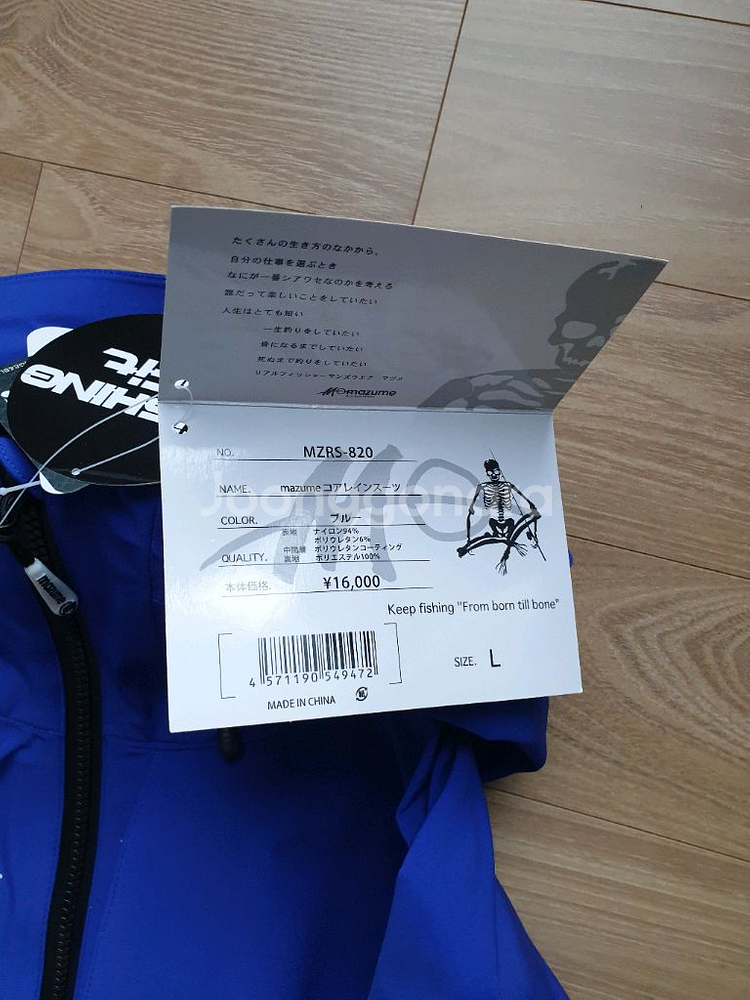 たくさんの生き方のなかから、
自分の仕事を選ぶとき
なにが一番シアワセなのかを考える
誰だって楽しいことをしていたい
人生はとても短い
一生釣りをしていたい
骨になるまでしていたい
死ぬまで釣りをしていたい
リアルフィッシャーマンズウエア マヅメ
mazume
SHING
fit
NO. MZRS-820
NAME. mazume コアレインスーツ
COLOR. ブルー
QUALITY. 表地 ナイロン94%
ポリウレタン6%
中間層 ポリウレタンコーティング
裏地 ポリエステル100%
本体価格. ¥16,000
Keep fishing "From born till bone"
4 571190 549472
SIZE. L
MADE IN CHINA
mazume
Joonggongna